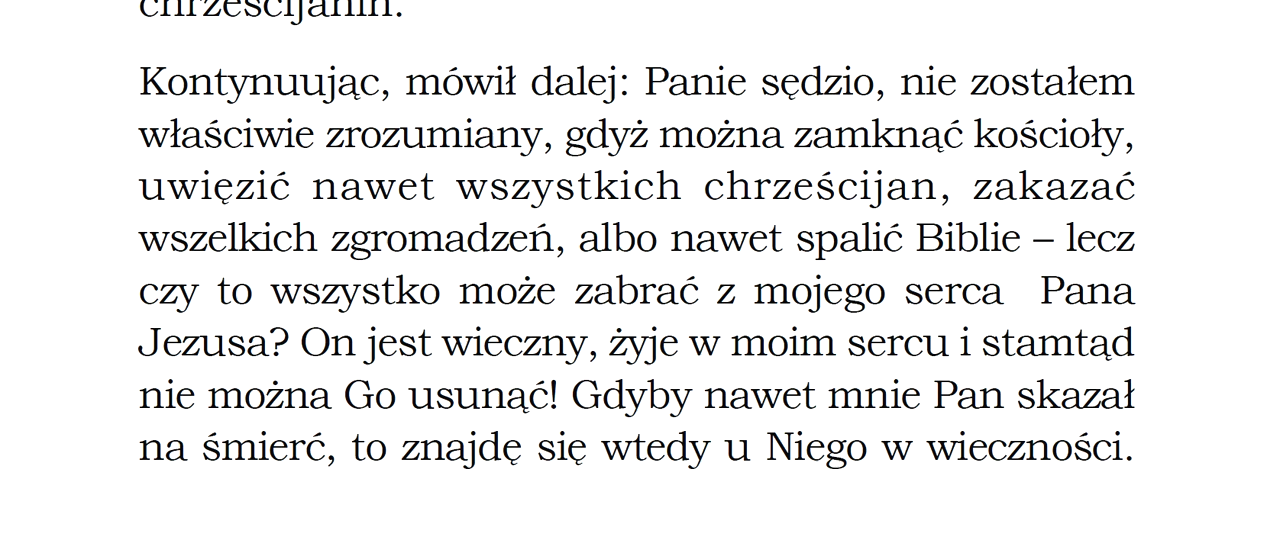 chrześcijanin.
Kontynuując, mówił dalej: Panie sędzio, nie zostałem
właściwie zrozumiany, gdyż można zamknąć kościoły,
uwięzić nawet wszystkich chrześcijan, zakazać
wszelkich zgromadzeń, albo nawet spalić Biblie – lecz
czy to wszystko może zabrać z mojego serca Pana
Jezusa? On jest wieczny, żyje w moim sercu i stamtąd
nie można Go usunąć! Gdyby nawet mnie Pan skazał
na śmierć, to znajdę się wtedy u Niego w wieczności.